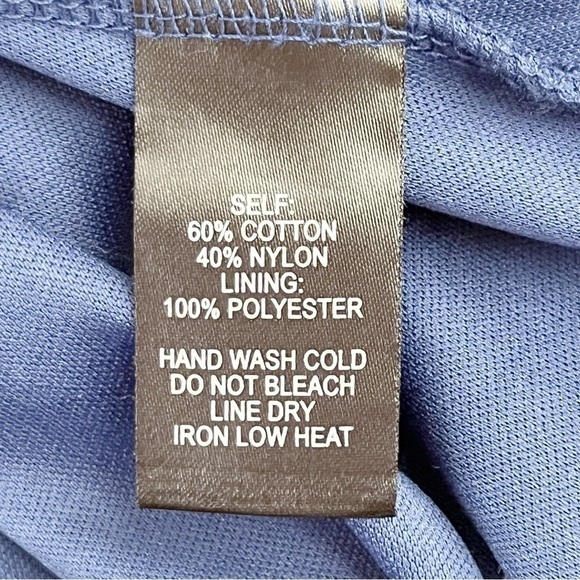 SELF:
60% COTTON
40% NYLON
LINING:
100% POLYESTER
HAND WASH COLD
DO NOT BLEACH
LINE DRY
IRON LOW HEAT